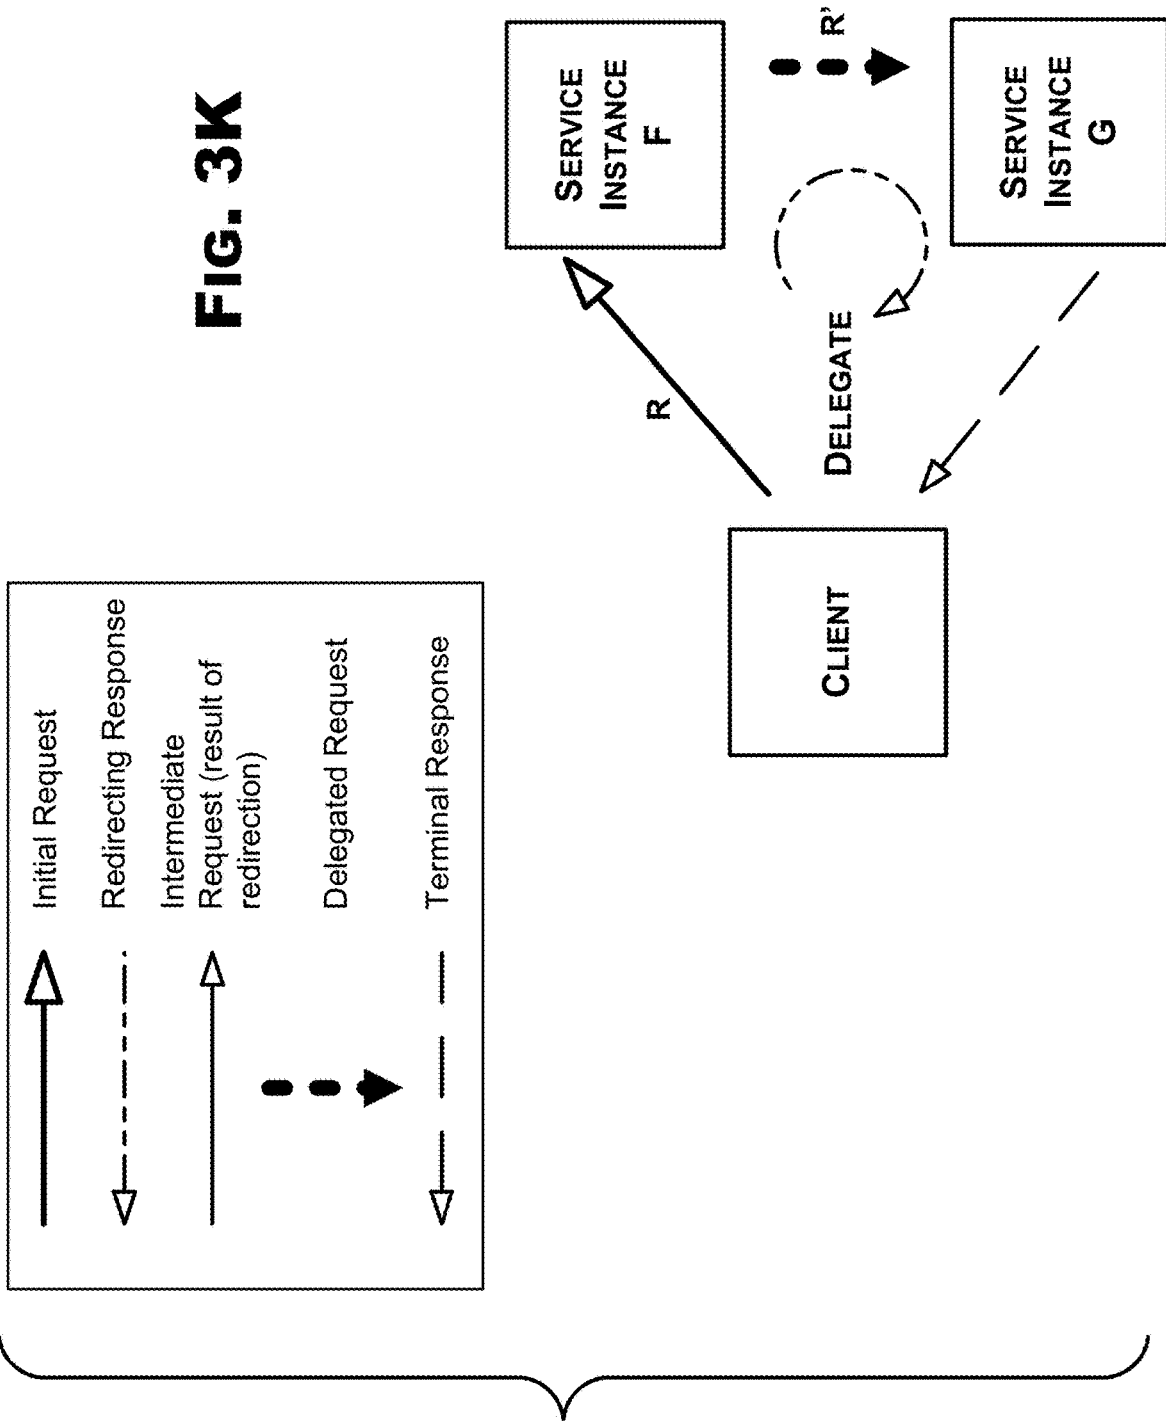 Initial Request
Redirecting Response
Intermediate
Request (result of
redirection)
Delegated Request
Terminal Response
FIG. 3K
CLIENT
R
DELEGATE
SERVICE
INSTANCE
F
R'
SERVICE
INSTANCE
G